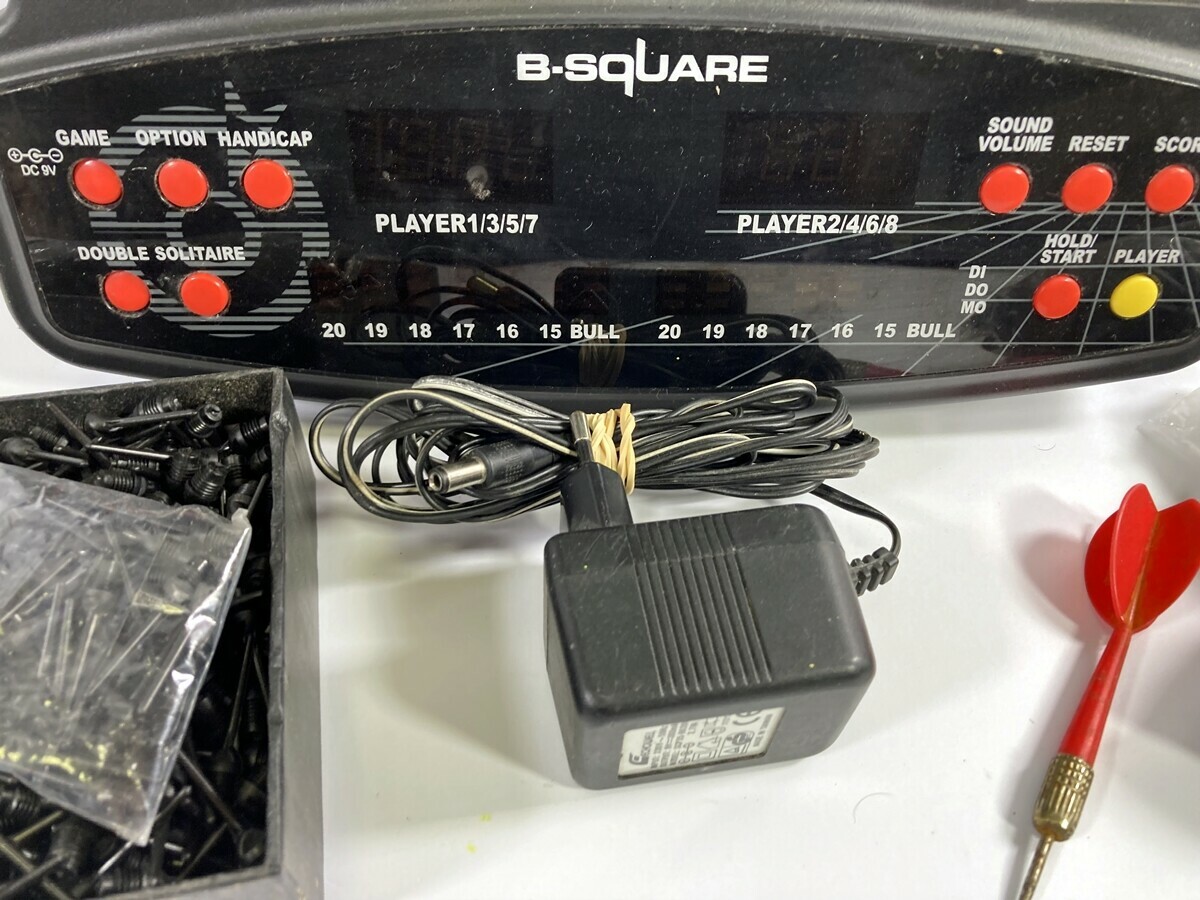 B-SQUARE
GAME OPTION HANDICAP
DC 9V
DOUBLE SOLITAIRE
PLAYER1/3/5/7
PLAYER2/4/6/8
SOUND
VOLUME RESET SCOR
HOLD/
START PLAYER
DI
DO
MO
20 19 18 17 16 15 BULL 20 19 18 17 16 15 BULL